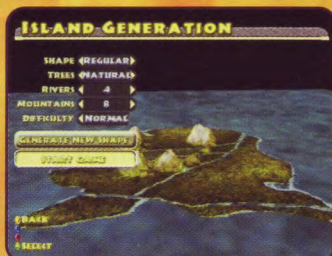 ISLAND GENERATION
SHAPE REGULAR
TREES NATURAL
RIVERS 4
MOUNTAINS 8
DIFFICULTY NORMAL
GENERATE NEW SHAPE
START GAME
BACK
SELECT